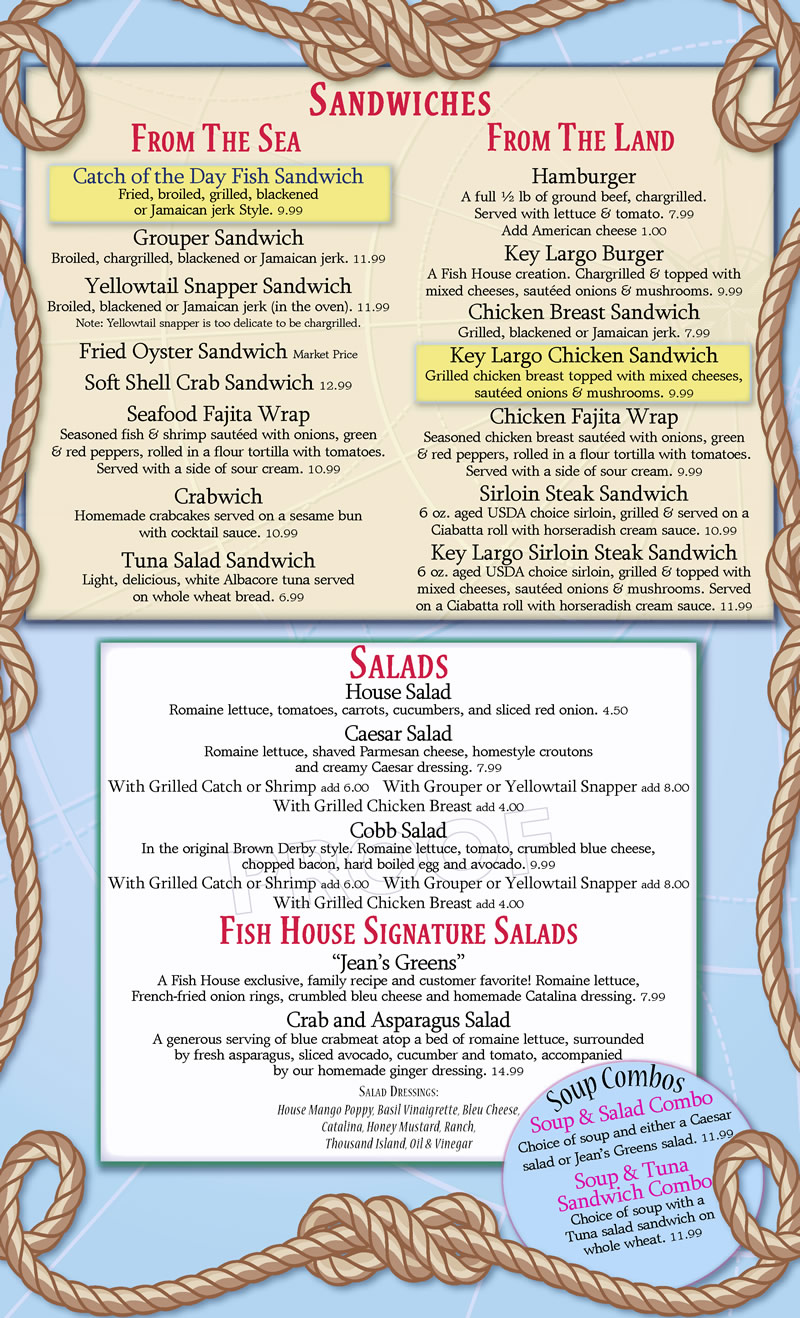 Sandwiches
From The Sea
Catch of the Day Fish Sandwich
Fried, broiled, grilled, blackened
or Jamaican jerk Style. 9.99
Grouper Sandwich
Broiled, chargrilled, blackened or Jamaican jerk. 11.99
Yellowtail Snapper Sandwich
Broiled, blackened or Jamaican jerk (in the oven). 11.99
Note: Yellowtail snapper is too delicate to be chargrilled.
Fried Oyster Sandwich Market Price
Soft Shell Crab Sandwich 12.99
Seafood Fajita Wrap
Seasoned fish & shrimp sautéed with onions, green
& red peppers, rolled in a flour tortilla with tomatoes.
Served with a side of sour cream. 10.99
Crabwich
Homemade crabcakes served on a sesame bun
with cocktail sauce. 10.99
Tuna Salad Sandwich
Light, delicious, white Albacore tuna served
on whole wheat bread. 6.99
From The Land
Hamburger
A full ½ lb of ground beef, chargrilled.
Served with lettuce & tomato. 7.99
Add American cheese 1.00
Key Largo Burger
A Fish House creation. Chargrilled & topped with
mixed cheeses, sautéed onions & mushrooms. 9.99
Chicken Breast Sandwich
Grilled, blackened or Jamaican jerk. 7.99
Key Largo Chicken Sandwich
Grilled chicken breast topped with mixed cheeses,
sautéed onions & mushrooms. 9.99
Chicken Fajita Wrap
Seasoned chicken breast sautéed with onions, green
& red peppers, rolled in a flour tortilla with tomatoes.
Served with a side of sour cream. 9.99
Sirloin Steak Sandwich
6 oz. aged USDA choice sirloin, grilled & served on a
Ciabatta roll with horseradish cream sauce. 10.99
Key Largo Sirloin Steak Sandwich
6 oz. aged USDA choice sirloin, grilled & topped with
mixed cheeses, sautéed onions & mushrooms. Served
on a Ciabatta roll with horseradish cream sauce. 11.99
Salads
House Salad
Romaine lettuce, tomatoes, carrots, cucumbers, and sliced red onion. 4.50
Caesar Salad
Romaine lettuce, shaved Parmesan cheese, homestyle croutons
and creamy Caesar dressing. 7.99
With Grilled Catch or Shrimp add 6.00 With Grouper or Yellowtail Snapper add 8.00
With Grilled Chicken Breast add 4.00
Cobb Salad
In the original Brown Derby style. Romaine lettuce, tomato, crumbled blue cheese,
chopped bacon, hard boiled egg and avocado. 9.99
With Grilled Catch or Shrimp add 6.00 With Grouper or Yellowtail Snapper add 8.00
With Grilled Chicken Breast add 4.00
PROOF
Fish House Signature Salads
“Jean’s Greens”
A Fish House exclusive, family recipe and customer favorite! Romaine lettuce,
French-fried onion rings, crumbled bleu cheese and homemade Catalina dressing. 7.99
Crab and Asparagus Salad
A generous serving of blue crabmeat atop a bed of romaine lettuce, surrounded
by fresh asparagus, sliced avocado, cucumber and tomato, accompanied
by our homemade ginger dressing. 14.99
Salad Dressings:
House Mango Poppy, Basil Vinaigrette, Bleu Cheese,
Catalina, Honey Mustard, Ranch,
Thousand Island, Oil & Vinegar
Soup Combos
Soup & Salad Combo
Choice of soup and either a Caesar
salad or Jean's Greens salad. 11.99
Soup & Tuna
Sandwich Combo
Choice of soup with a
Tuna salad sandwich on
whole wheat. 11.99